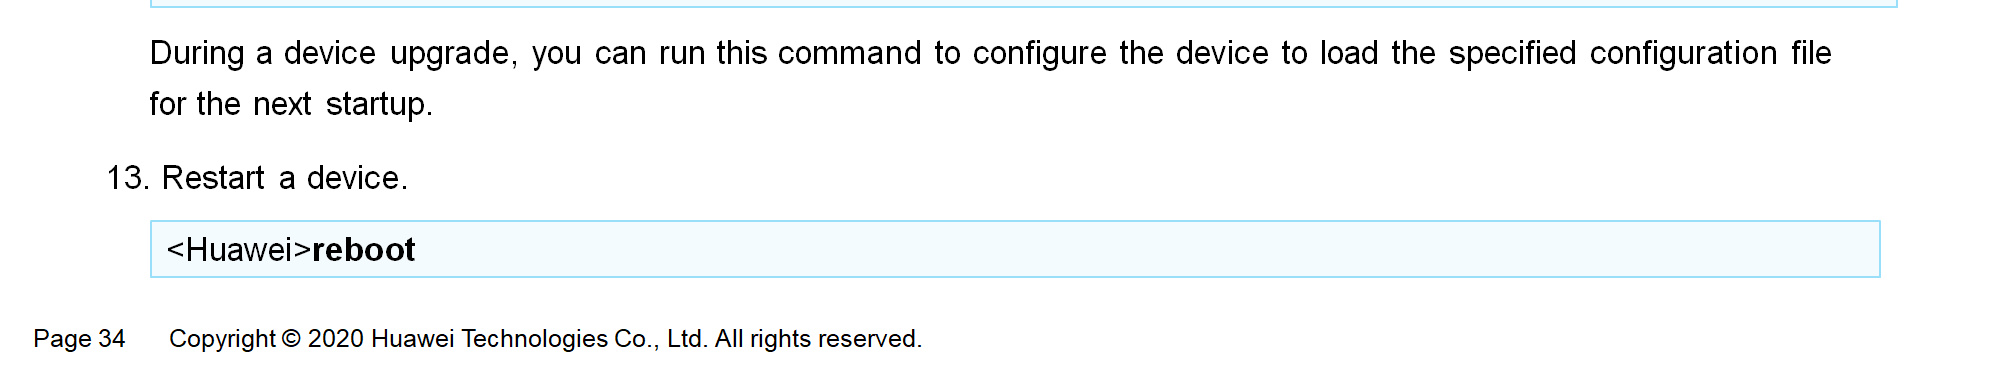 During a device upgrade, you can run this command to configure the device to load the specified configuration file
for the next startup.
13. Restart a device.
<Huawei>reboot
Page 34 Copyright © 2020 Huawei Technologies Co., Ltd. All rights reserved.